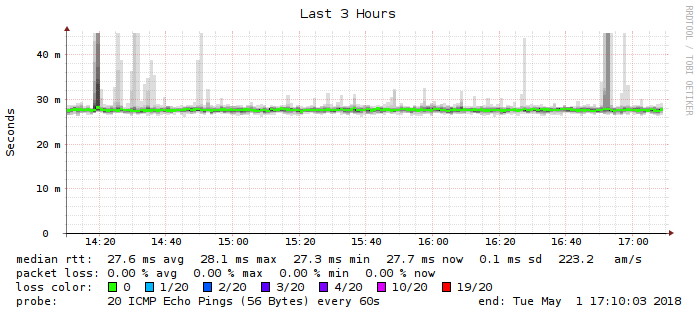 Last 3 Hours
RRDTOOL / TOBI OETIKER
Seconds
40 m
30 m
20 m
10 m
0
14:20 14:40 15:00 15:20 15:40 16:00 16:20 16:40 17:00
median rtt: 27.6 ms avg 28.1 ms max 27.3 ms min 27.7 ms now 0.1 ms sd 223.2 am/s
packet loss: 0.00 % avg 0.00 % max 0.00 % min 0.00 % now
loss color: 0 1/20 2/20 3/20 4/20 10/20 19/20
probe: 20 ICMP Echo Pings (56 Bytes) every 60s end: Tue May 1 17:10:03 2018